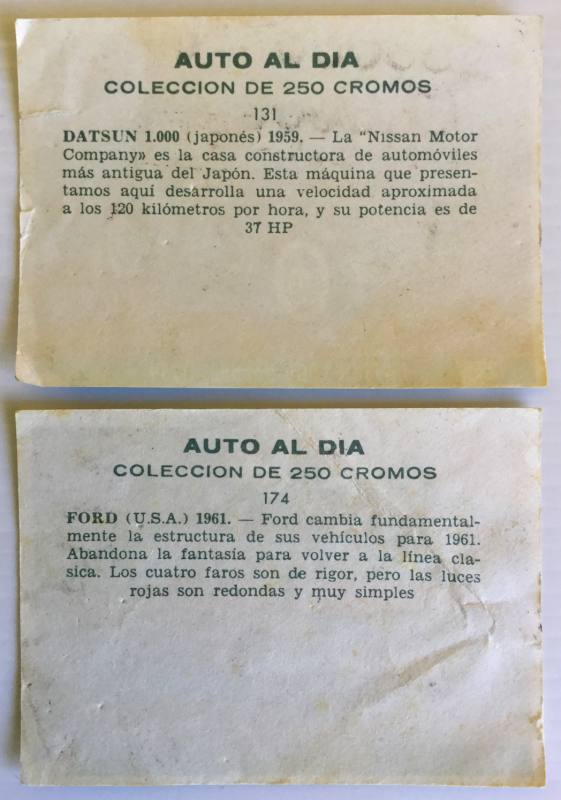 AUTO AL DIA
COLECCION DE 250 CROMOS
131
DATSUN 1.000 (japonés) 1959. — La "Nissan Motor
Company» es la casa constructora de automóviles
más antigua del Japón. Esta máquina que presen-
tamos aquí desarrolla una velocidad aproximada
a los 120 kilómetros por hora, y su potencia es de
37 HP
AUTO AL DIA
COLECCION DE 250 CROMOS
174
FORD (U.S.A.) 1961. — Ford cambia fundamental-
mente la estructura de sus vehículos para 1961.
Abandona la fantasía para volver a la línea clá-
sica. Los cuatro faros son de rigor, pero las luces
rojas son redondas y muy simples